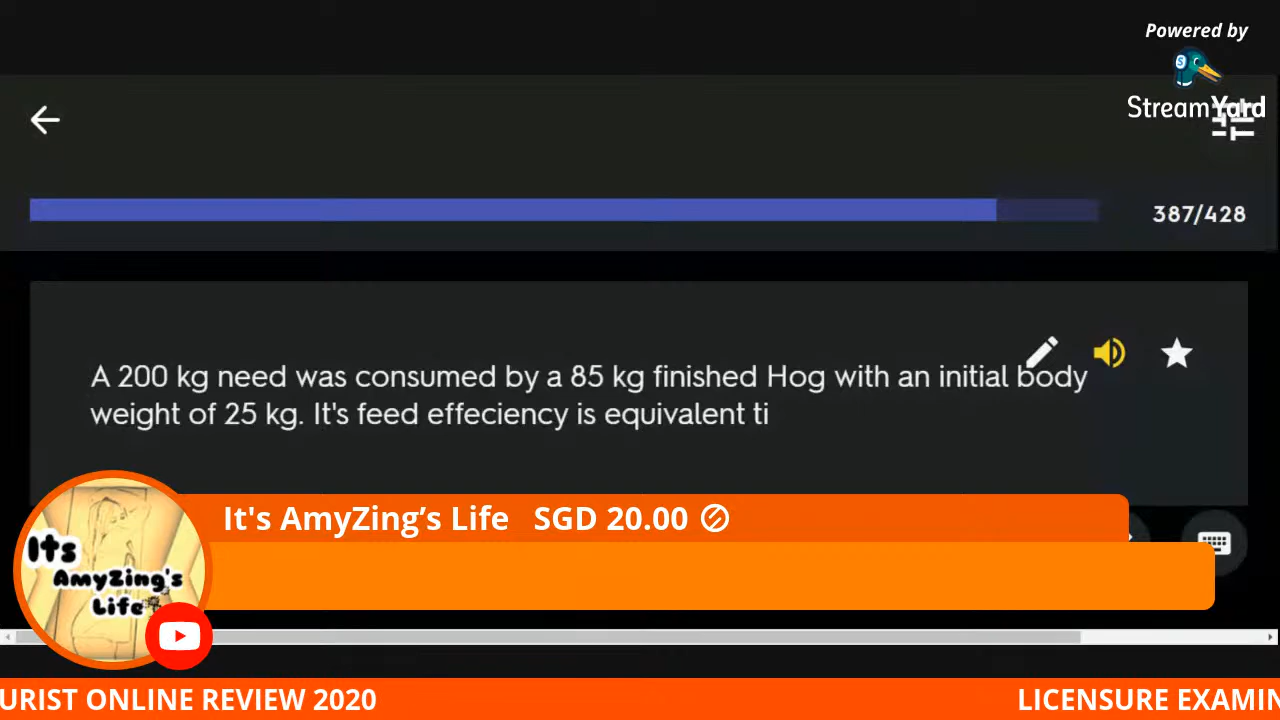 Powered by
StreamYard
387/428
A 200 kg need was consumed by a 85 kg finished Hog with an initial body
weight of 25 kg. It's feed effeciency is equivalent ti
It's AmyZing’s Life SGD 20.00
Its
AmyZing's
Life
URIST ONLINE REVIEW 2020 LICENSURE EXAMIN